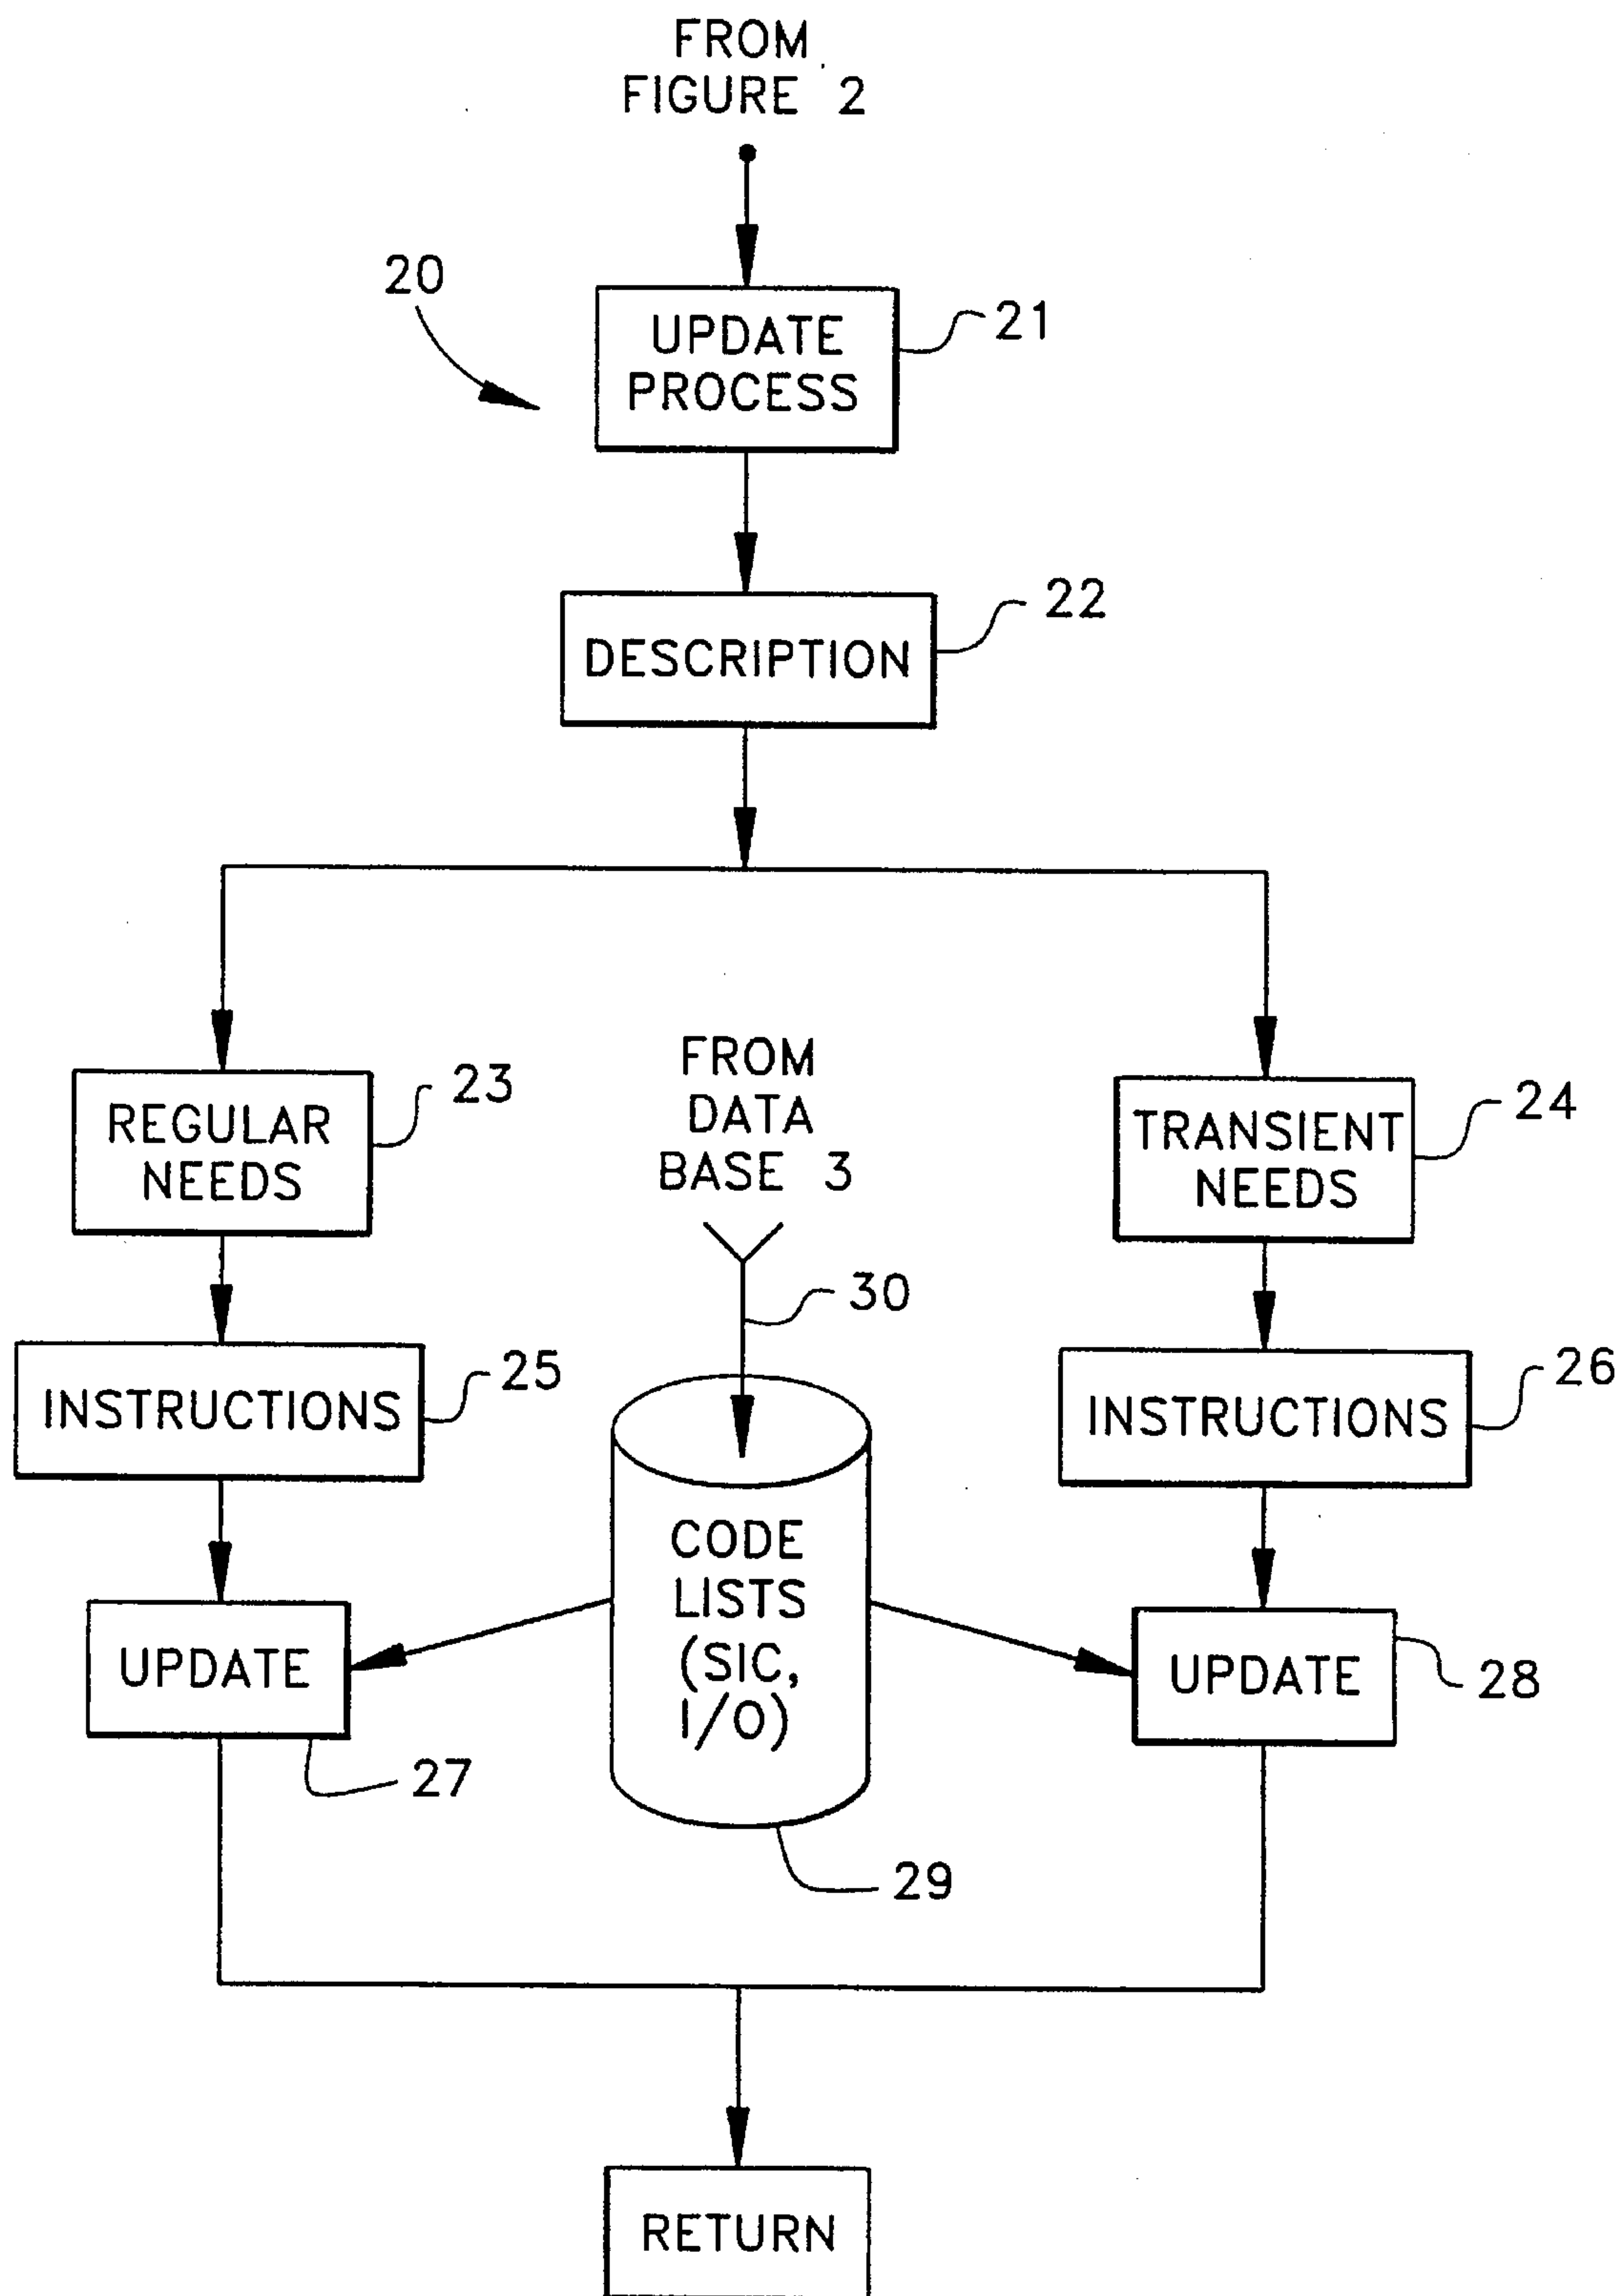 FROM
FIGURE 2
20
UPDATE
PROCESS
21
DESCRIPTION
22
REGULAR
NEEDS
23
FROM
DATA
BASE 3
TRANSIENT
NEEDS
24
30
INSTRUCTIONS
25
INSTRUCTIONS
26
CODE
LISTS
(SIC,
I/O)
UPDATE
27
UPDATE
28
29
RETURN